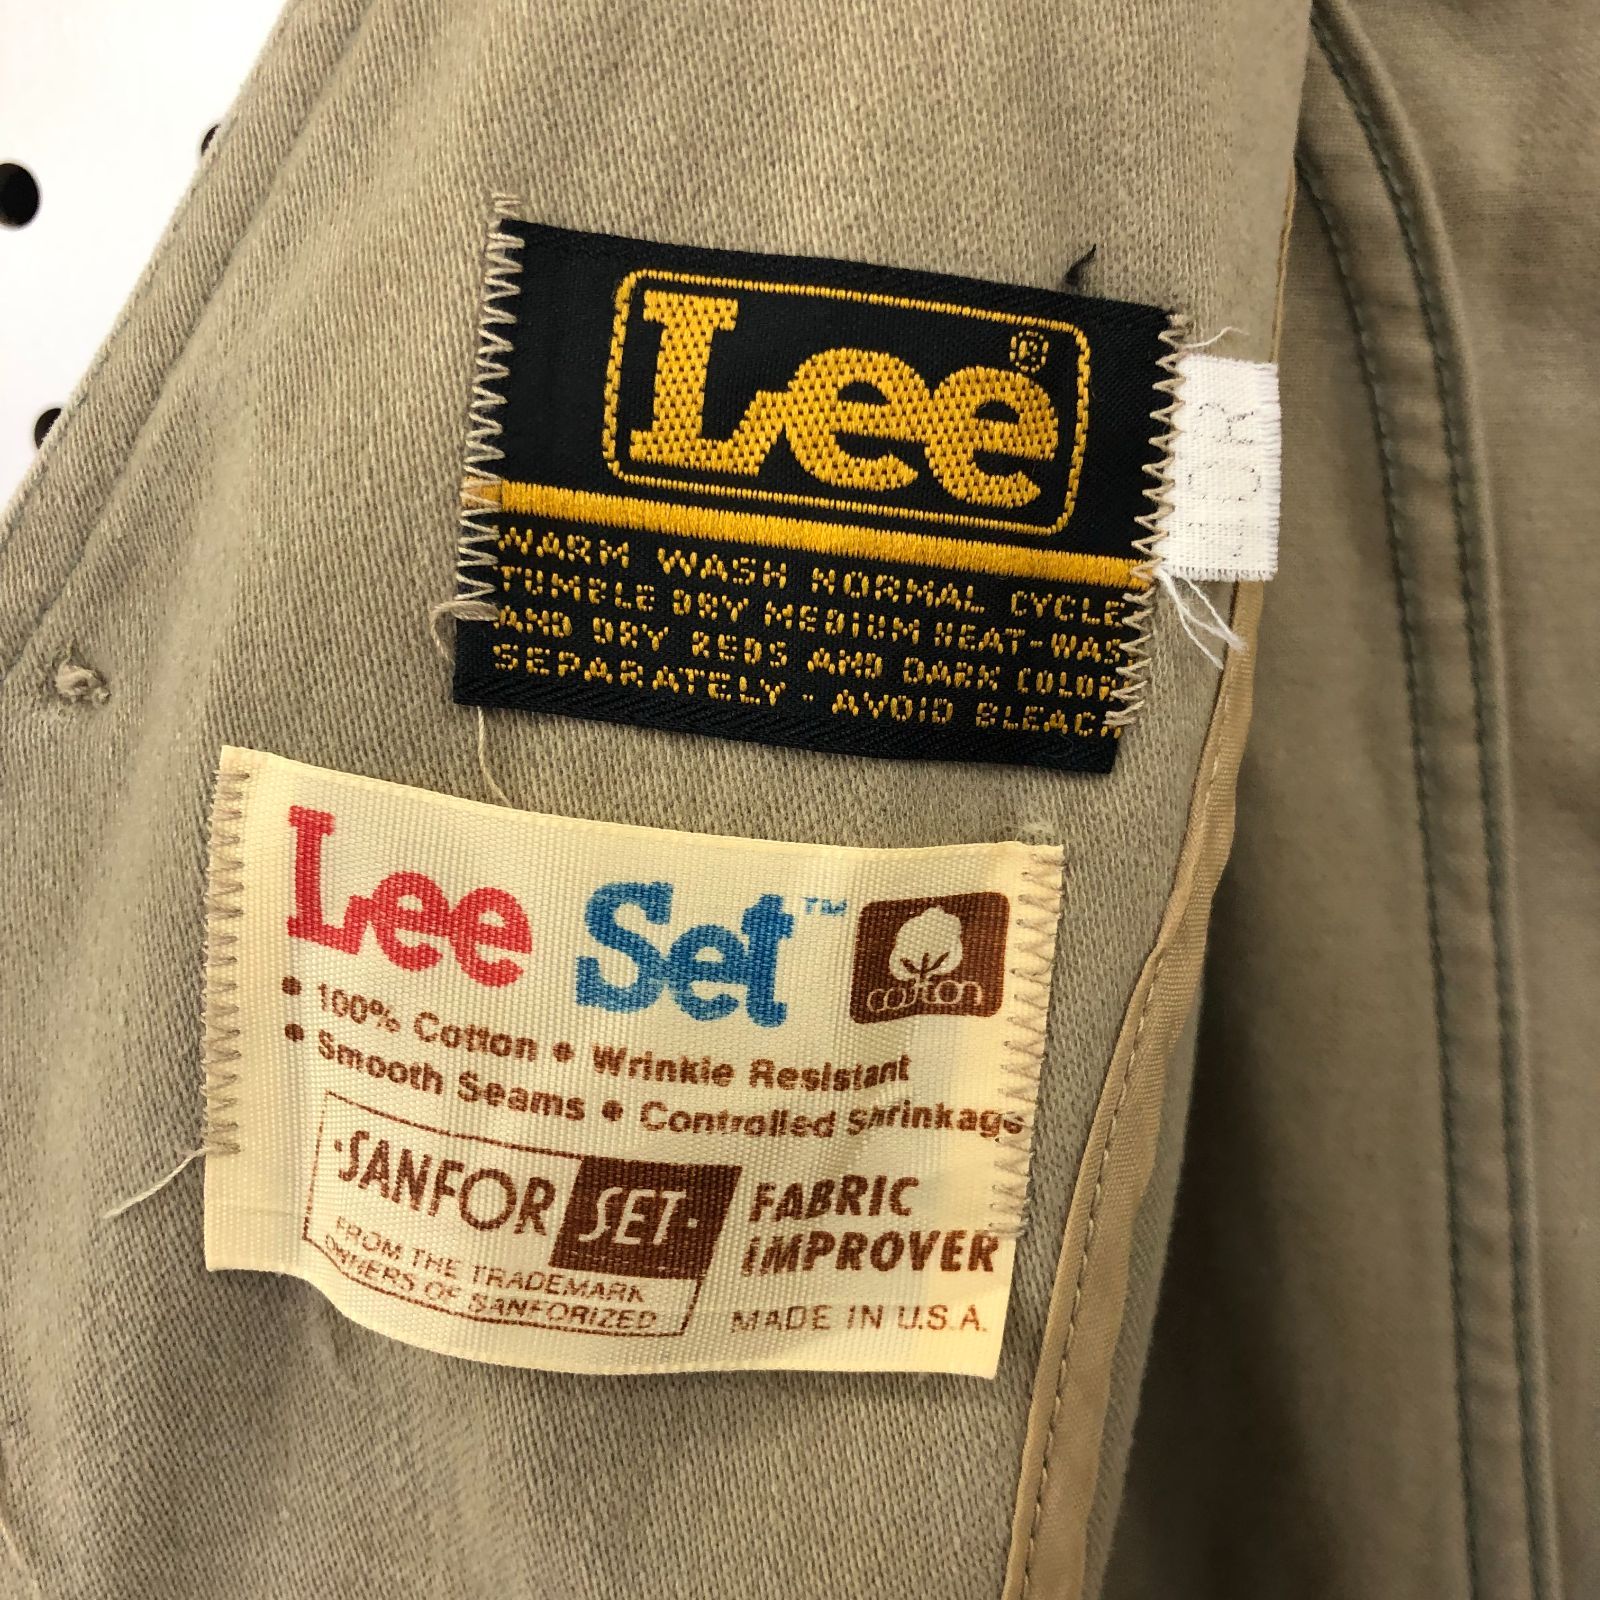 Lee®
WARM WASH NORMAL CYCLE
TUMBLE DRY MEDIUM HEAT-WAS
AND DRY REDS AND DARK COLOR
SEPARATELY - AVOID BLEACH
Lee Set™
cotton
• 100% Cotton • Wrinkle Resistant
• Smooth Seams • Controlled Shrinkage
·SANFOR SET·
FROM THE TRADEMARK
OWNERS OF SANFORIZED
FABRIC
IMPROVER
MADE IN U.S.A.